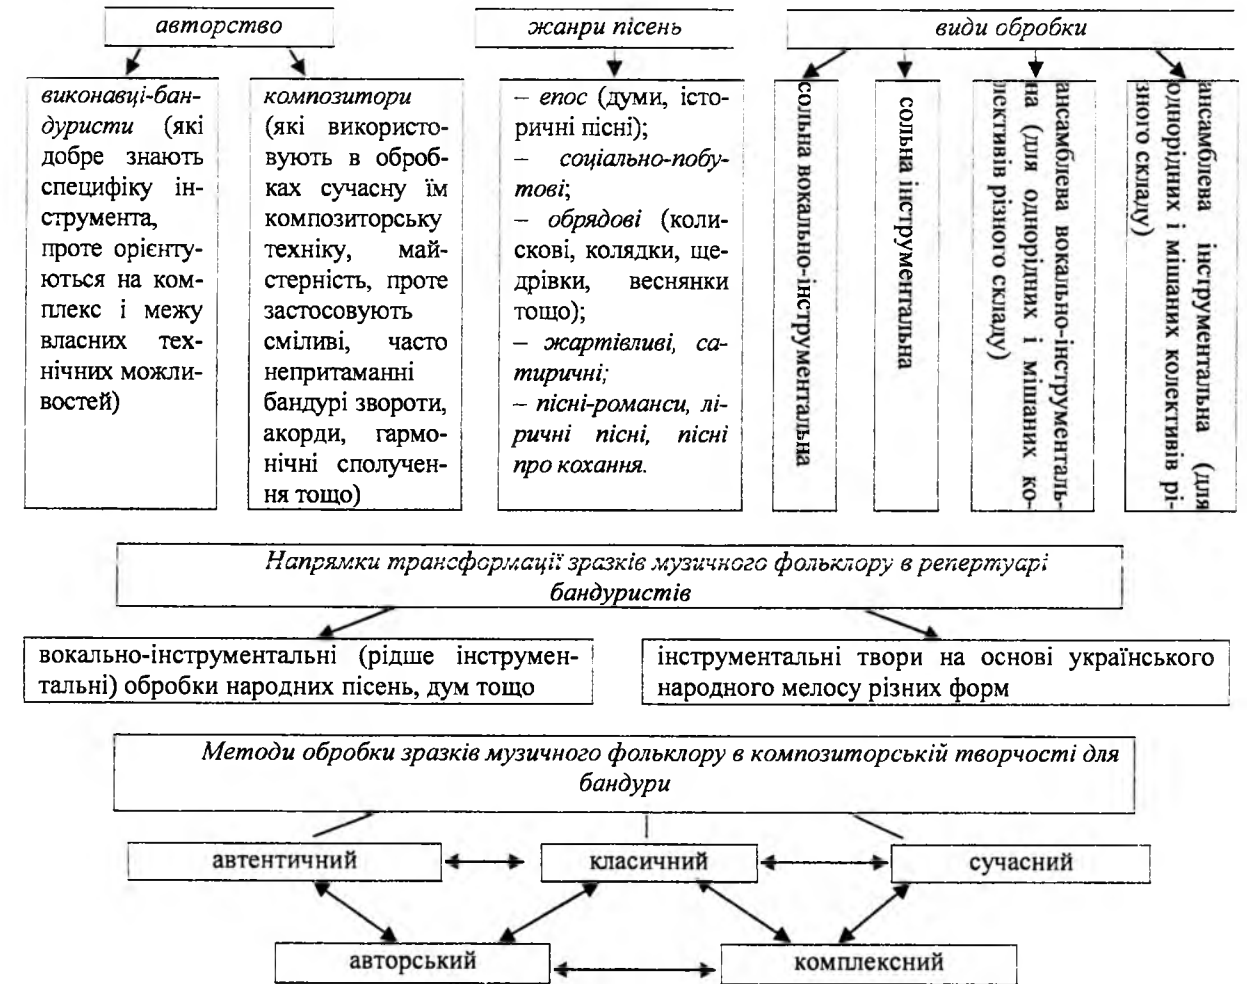 авторство
жанри пісень
види обробки
виконавці-бан-
дуристи (які
добре знають
специфіку ін-
струмента,
проте орієнту-
ються на ком-
плекс і межу
власних тех-
нічних можли-
востей)
композитори
(які використо-
вують в оброб-
ках сучасну їм
композиторську
техніку, май-
стерність, проте
застосовують
сміливі, часто
непритаманні
бандурі звороти,
акорди, гармо-
нічні сполучен-
ня тощо)
– епос (думи, істо-
ричні пісні);
– соціально-побу-
тові;
– обрядові (коли-
скові, колядки, ще-
дрівки, веснянки
тощо);
– жартівливі, са-
тиричні;
– пісні-романси, лі-
ричні пісні, пісні
про кохання.
сольна вокально-інструментальна
сольна інструментальна
ансамблева вокально-інструменталь-
на (для однорідних і мішаних ко-
лективів різного складу)
ансамблева інструментальна (для
однорідних і мішаних колективів рі-
зного складу)
Напрямки трансформації зразків музичного фольклору в репертуарі
бандуристів
вокально-інструментальні (рідше інструмен-
тальні) обробки народних пісень, дум тощо
інструментальні твори на основі українського
народного мелосу різних форм
Методи обробки зразків музичного фольклору в композиторській творчості для
бандури
автентичний
класичний
сучасний
авторський
комплексний